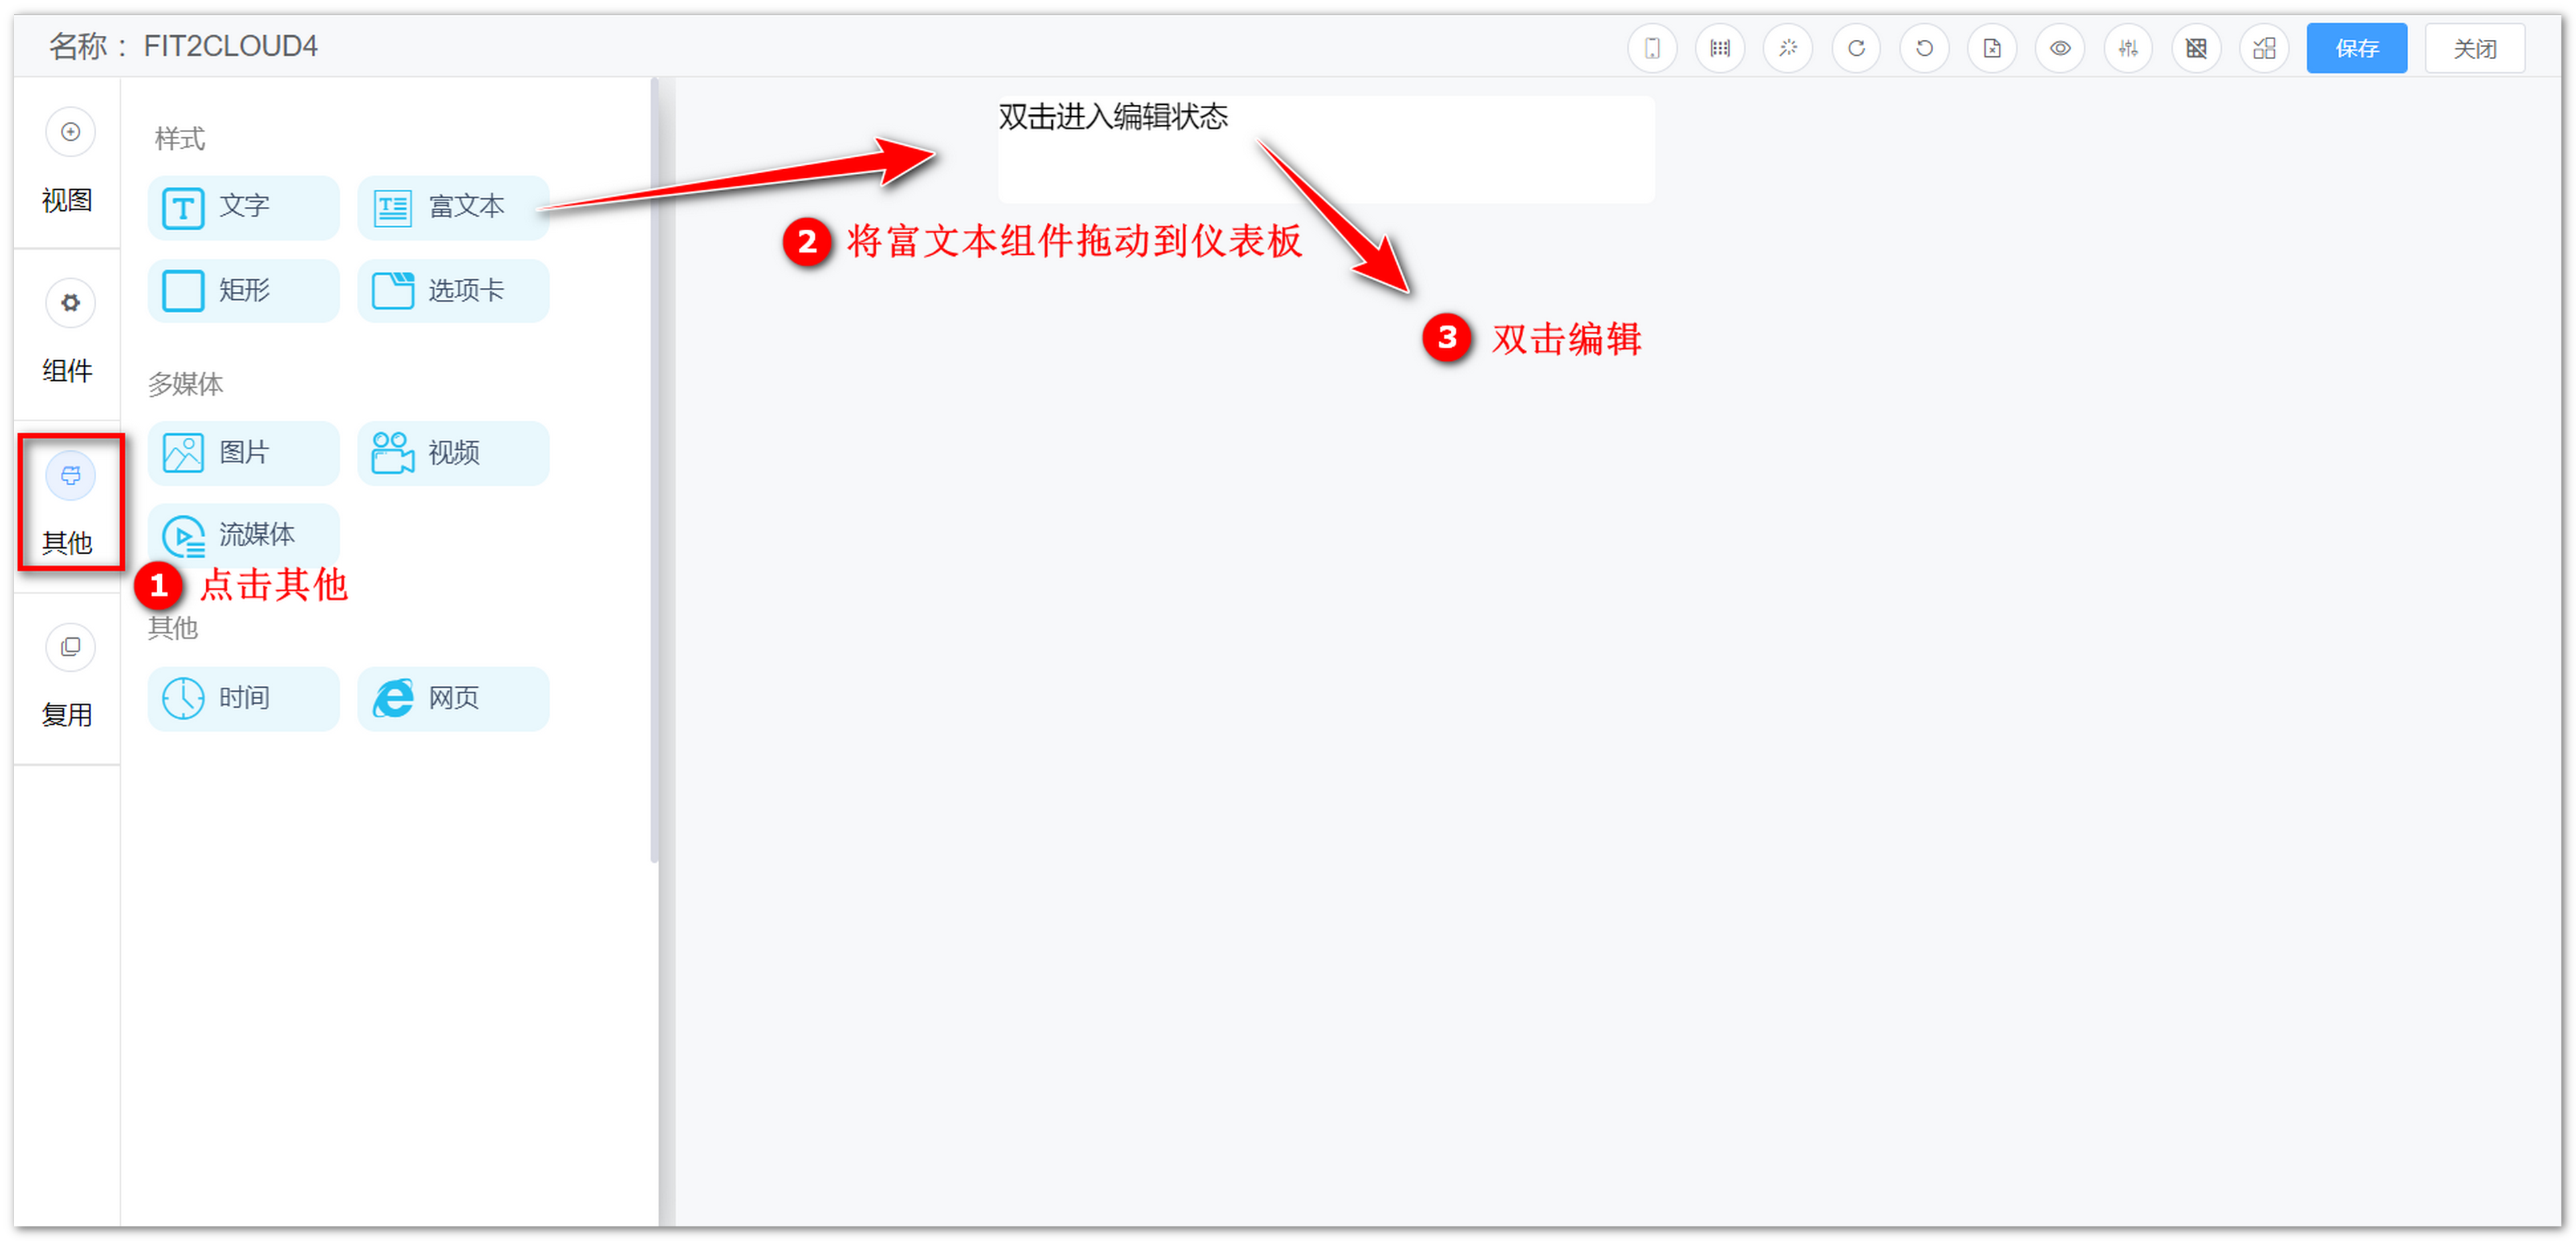 名称： FIT2CLOUD4
保存 关闭
视图
组件
其他
复用
样式
文字 富文本
矩形 选项卡
多媒体
图片 视频
流媒体
1 点击其他
其他
时间 网页
双击进入编辑状态
2 将富文本组件拖动到仪表板
3 双击编辑